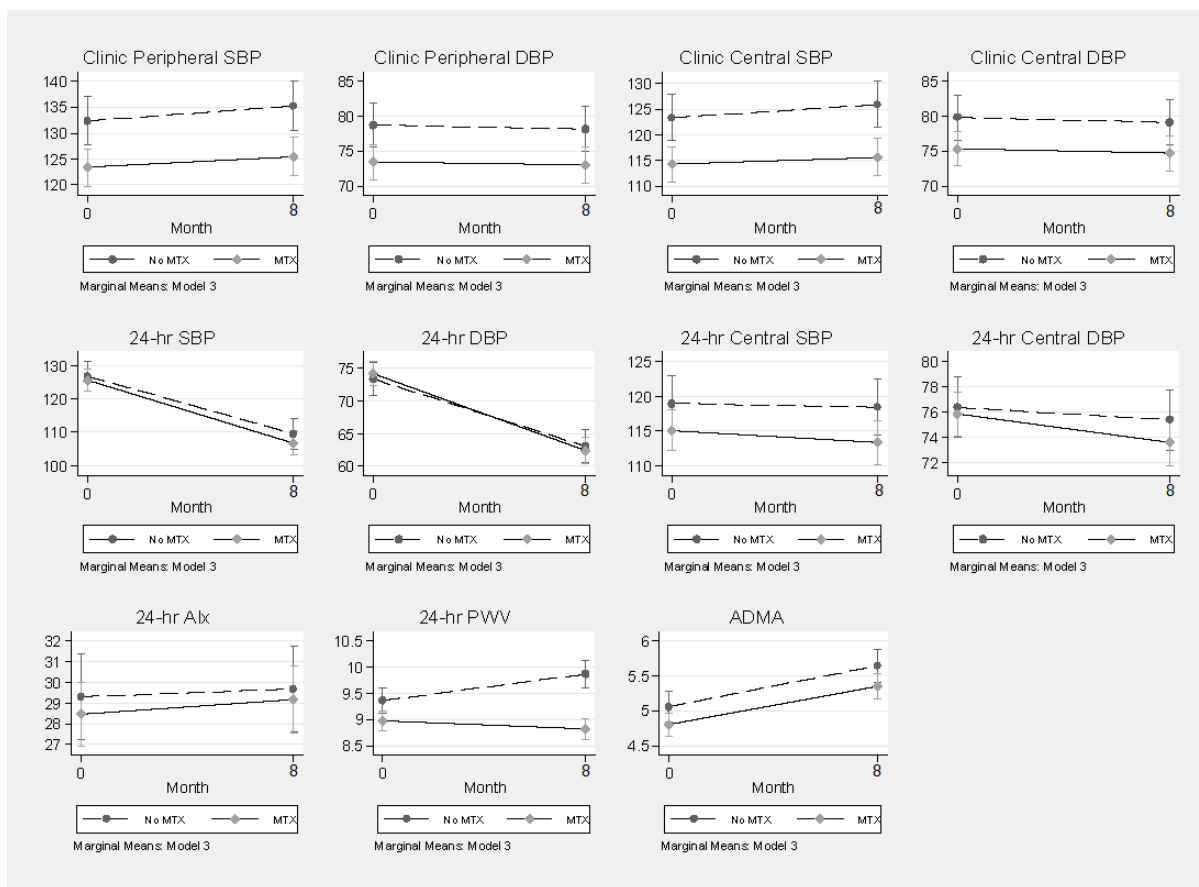 Clinic Peripheral SBP
140
135
130
125
120
0
8
Month
No MTX
MTX
Marginal Means: Model 3
Clinic Peripheral DBP
85
80
75
70
0
8
Month
No MTX
MTX
Marginal Means: Model 3
Clinic Central SBP
130
125
120
115
110
0
8
Month
No MTX
MTX
Marginal Means: Model 3
Clinic Central DBP
85
80
75
70
0
8
Month
No MTX
MTX
Marginal Means: Model 3
24-hr SBP
130
120
110
100
0
8
Month
No MTX
MTX
Marginal Means: Model 3
24-hr DBP
75
70
65
60
0
8
Month
No MTX
MTX
Marginal Means: Model 3
24-hr Central SBP
125
120
115
110
0
8
Month
No MTX
MTX
Marginal Means: Model 3
24-hr Central DBP
80
78
76
74
72
0
8
Month
No MTX
MTX
Marginal Means: Model 3
24-hr AIx
32
31
30
29
28
27
0
8
Month
No MTX
MTX
Marginal Means: Model 3
24-hr PWV
10.5
10
9.5
9
8.5
0
8
Month
No MTX
MTX
Marginal Means: Model 3
ADMA
6
5.5
5
4.5
0
8
Month
No MTX
MTX
Marginal Means: Model 3